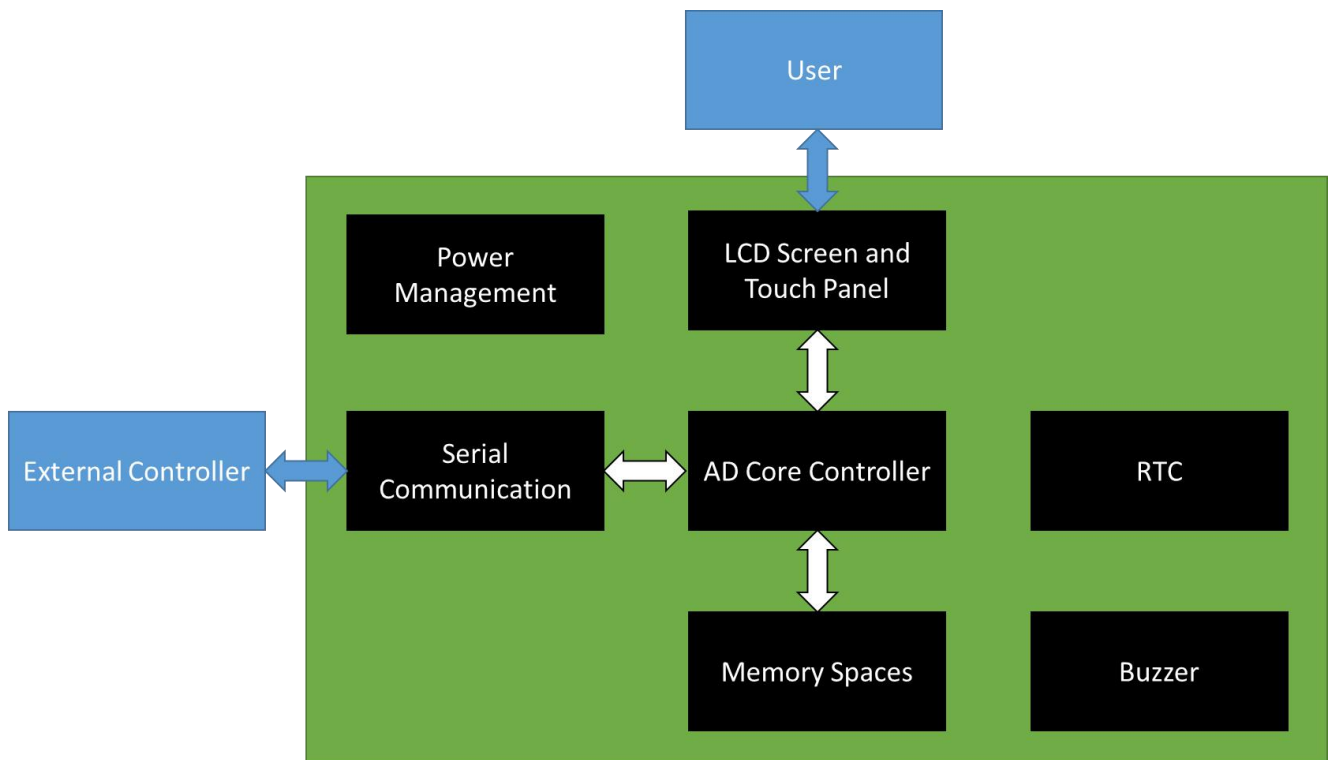 User
Power
Management
LCD Screen and
Touch Panel
External Controller
Serial
Communication
AD Core Controller
RTC
Memory Spaces
Buzzer